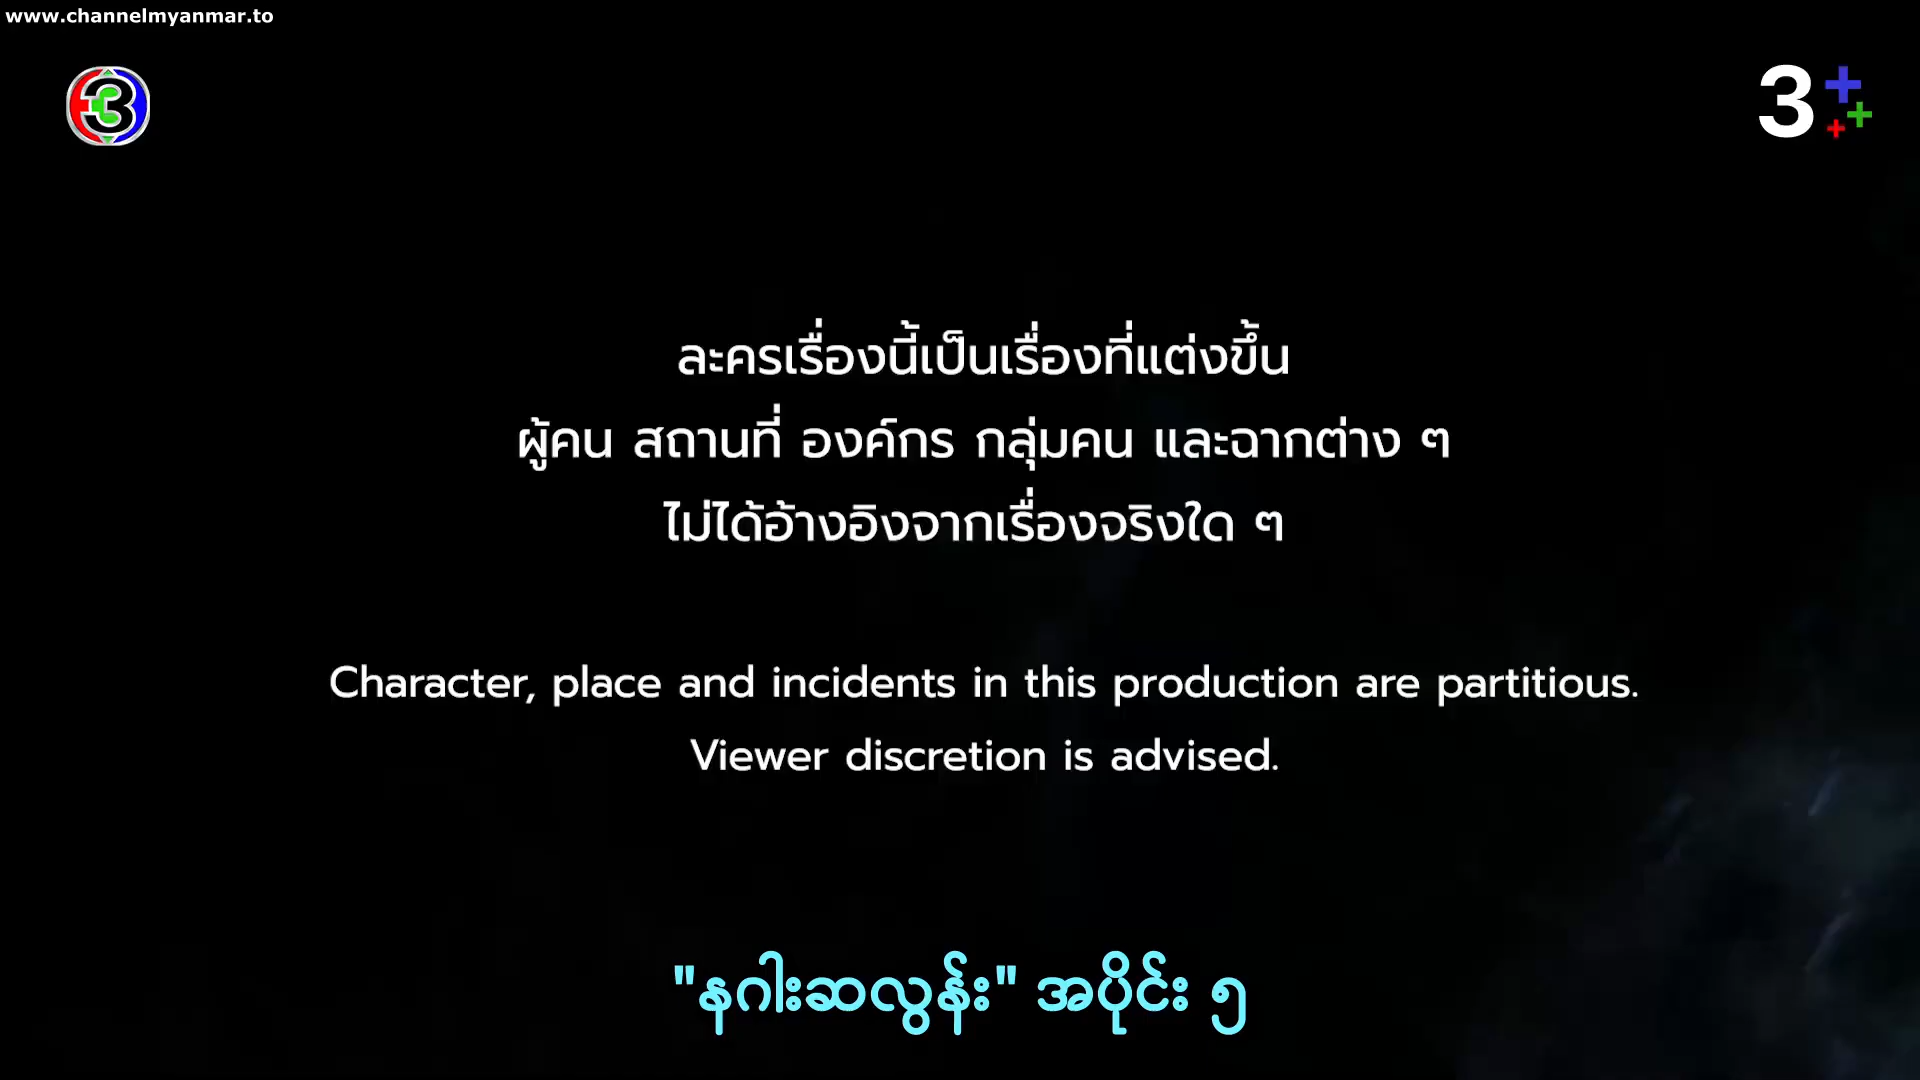 www.channelmyanmar.to
3
3+++
ละครเรื่องนี้เป็นเรื่องที่แต่งขึ้น
ผู้คน สถานที่ องค์กร กลุ่มคน และฉากต่าง ๆ
ไม่ได้อ้างอิงจากเรื่องจริงใด ๆ
Character, place and incidents in this production are partitious.
Viewer discretion is advised.
"နဂါးဆလွန်း" အပိုင်း ၅